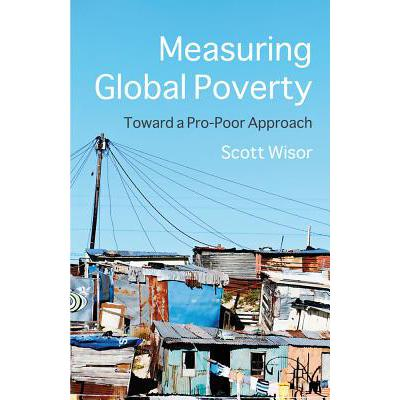 Measuring
Global Poverty
Toward a Pro-Poor Approach
Scott Wisor